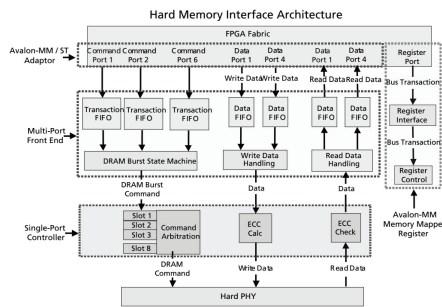 Hard Memory Interface Architecture
FPGA Fabric
Avalon-MM / ST
Adaptor
Command
Port 1
Command
Port 2
Command
Port 6
Data
Port 1
Data
Port 4
Data
Port 1
Data
Port 4
Register
Port
Write Data
Write Data
Read Data
Read Data
Bus Transaction
Multi-Port
Front End
Transaction
FIFO
Transaction
FIFO
Transaction
FIFO
Data
FIFO
Data
FIFO
Data
FIFO
Data
FIFO
Register
Interface
Bus Transaction
DRAM Burst State Machine
Write Data
Handling
Read Data
Handling
Register
Control
DRAM Burst
Command
Data
Data
Avalon-MM
Memory Mappe
Register
Single-Port
Controller
Slot 1
Slot 2
Slot 3
Slot 8
Command
Arbitration
ECC
Calc
ECC
Check
DRAM
Command
Write Data
Read Data
Hard PHY